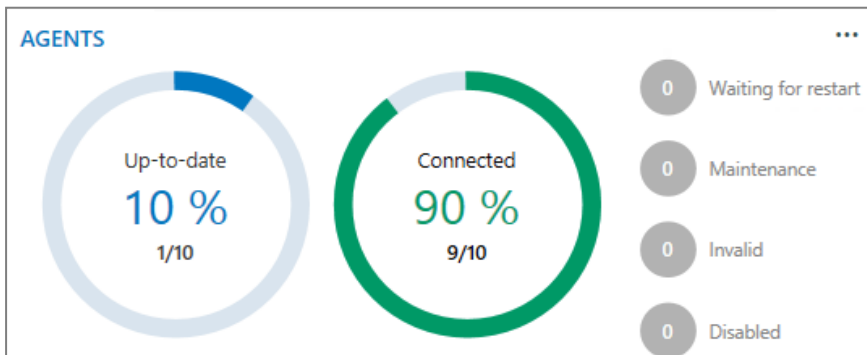 AGENTS
...
Up-to-date
10 %
1/10
Connected
90 %
9/10
0 Waiting for restart
0 Maintenance
0 Invalid
0 Disabled